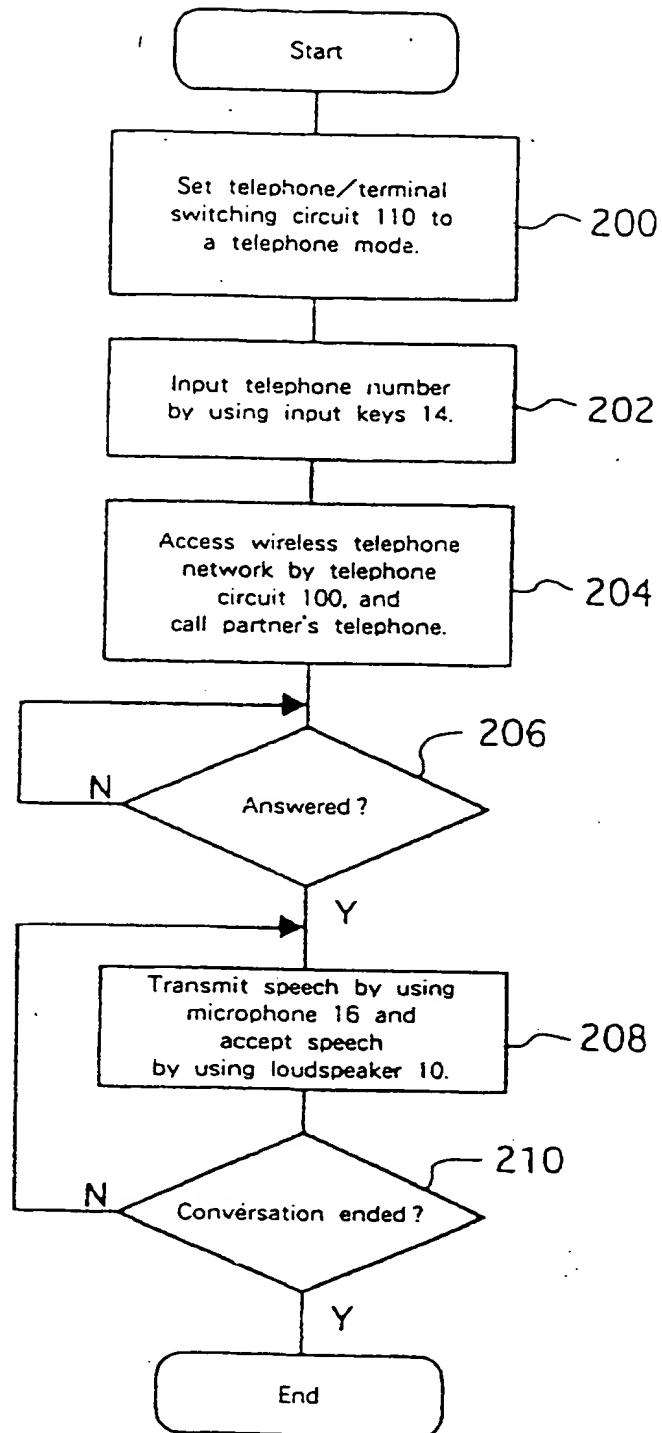 Start
Set telephone/terminal
switching circuit 110 to
a telephone mode.
200
Input telephone number
by using input keys 14.
202
Access wireless telephone
network by telephone
circuit 100, and
call partner's telephone.
204
206
N
Answered?
Y
Transmit speech by using
microphone 16 and
accept speech
by using loudspeaker 10.
208
210
N
Conversation ended?
Y
End